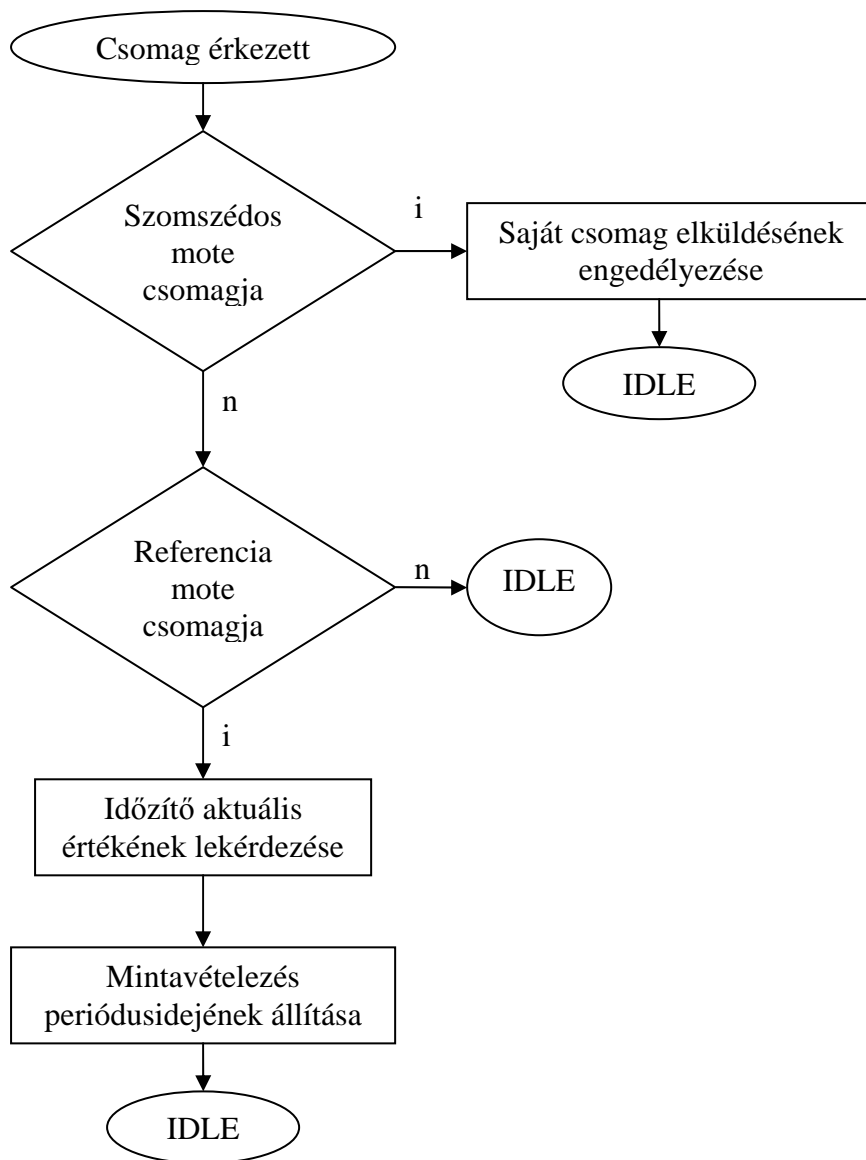 Csomag érkezett
Szomszédos
mote
csomagja
i
Saját csomag elküldésének
engedélyezése
IDLE
n
Referencia
mote
csomagja
n
IDLE
i
Időzítő aktuális
értékének lekérdezése
Mintavételezés
periódusidejének állítása
IDLE